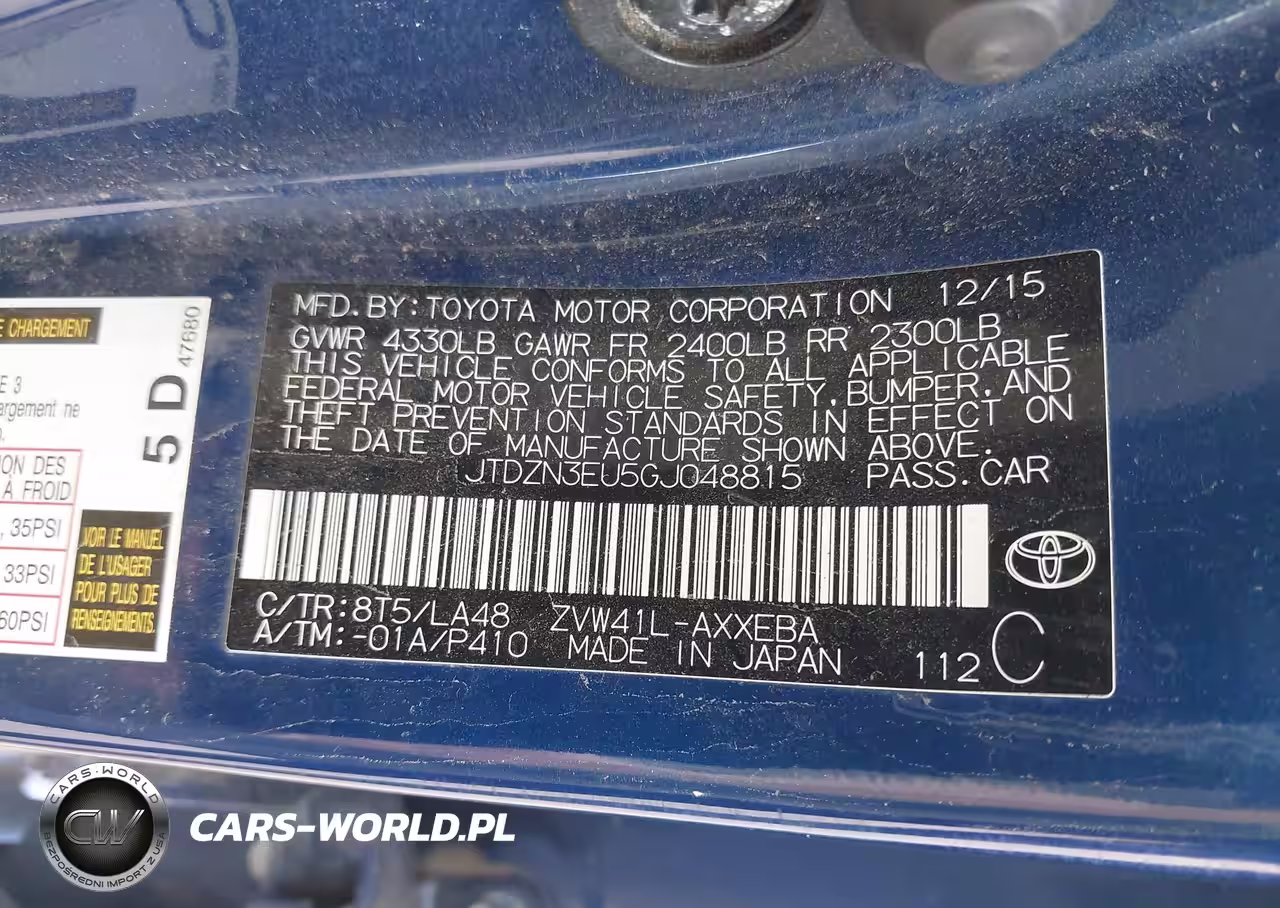 MFD. BY: TOYOTA MOTOR CORPORATION 12/15
GVWR 4330LB GAWR FR 2400LB RR 2300LB
THIS VEHICLE CONFORMS TO ALL APPLICABLE
FEDERAL MOTOR VEHICLE SAFETY, BUMPER, AND
THEFT PREVENTION STANDARDS IN EFFECT ON
THE DATE OF MANUFACTURE SHOWN ABOVE.
JTDZN3EU5GJ048815 PASS. CAR
C/TR: 8T5/LA48 ZVW41L-AXXEBA
A/TM: -01A/P410 MADE IN JAPAN 112 C
E CHARGEMENT
E 3
argement ne
ION DES
À FROID
, 35PSI
33PSI
60PSI
VOIR LE MANUEL
DE L'USAGER
POUR PLUS DE
RENSEIGNEMENTS.
5 D 47680
CARS-WORLD
CW
BEZPOŚREDNI IMPORT Z USA
CARS-WORLD.PL